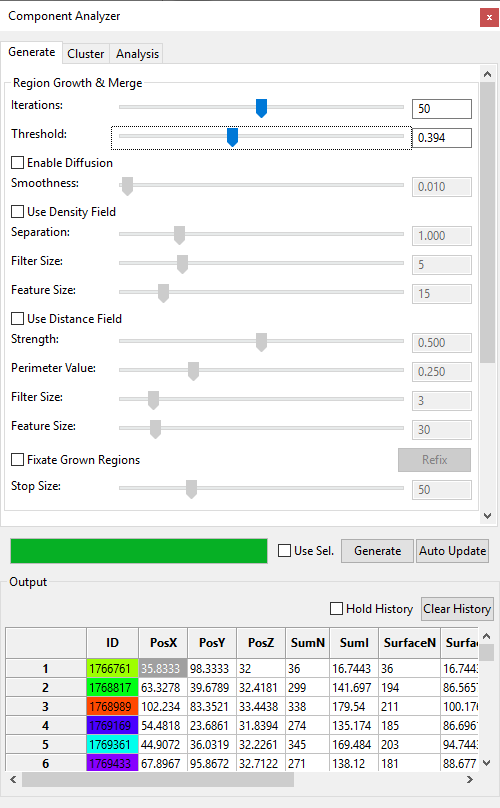 Component Analyzer
Generate Cluster Analysis
Region Growth & Merge
Iterations: 50
Threshold: 0.394
Enable Diffusion
Smoothness: 0.010
Use Density Field
Separation: 1.000
Filter Size: 5
Feature Size: 15
Use Distance Field
Strength: 0.500
Perimeter Value: 0.250
Filter Size: 3
Feature Size: 30
Fixate Grown Regions Refix
Stop Size: 50
Use Sel. Generate Auto Update
Output
Hold History Clear History
ID PosX PosY PosZ SumN SumI SurfaceN Surfac
1 1766761 35.8333 98.3333 32 36 16.7443 36 16.7443
2 1768817 63.3278 39.6789 32.4181 299 141.697 194 86.565
3 1768989 102.234 83.3521 33.4438 338 179.54 211 100.176
4 1769169 54.4818 23.6861 31.8394 274 135.174 185 86.6961
5 1769361 44.9072 36.0319 32.2261 345 169.484 203 94.744
6 1769433 67.8967 95.8672 32.7122 271 138.12 181 88.677